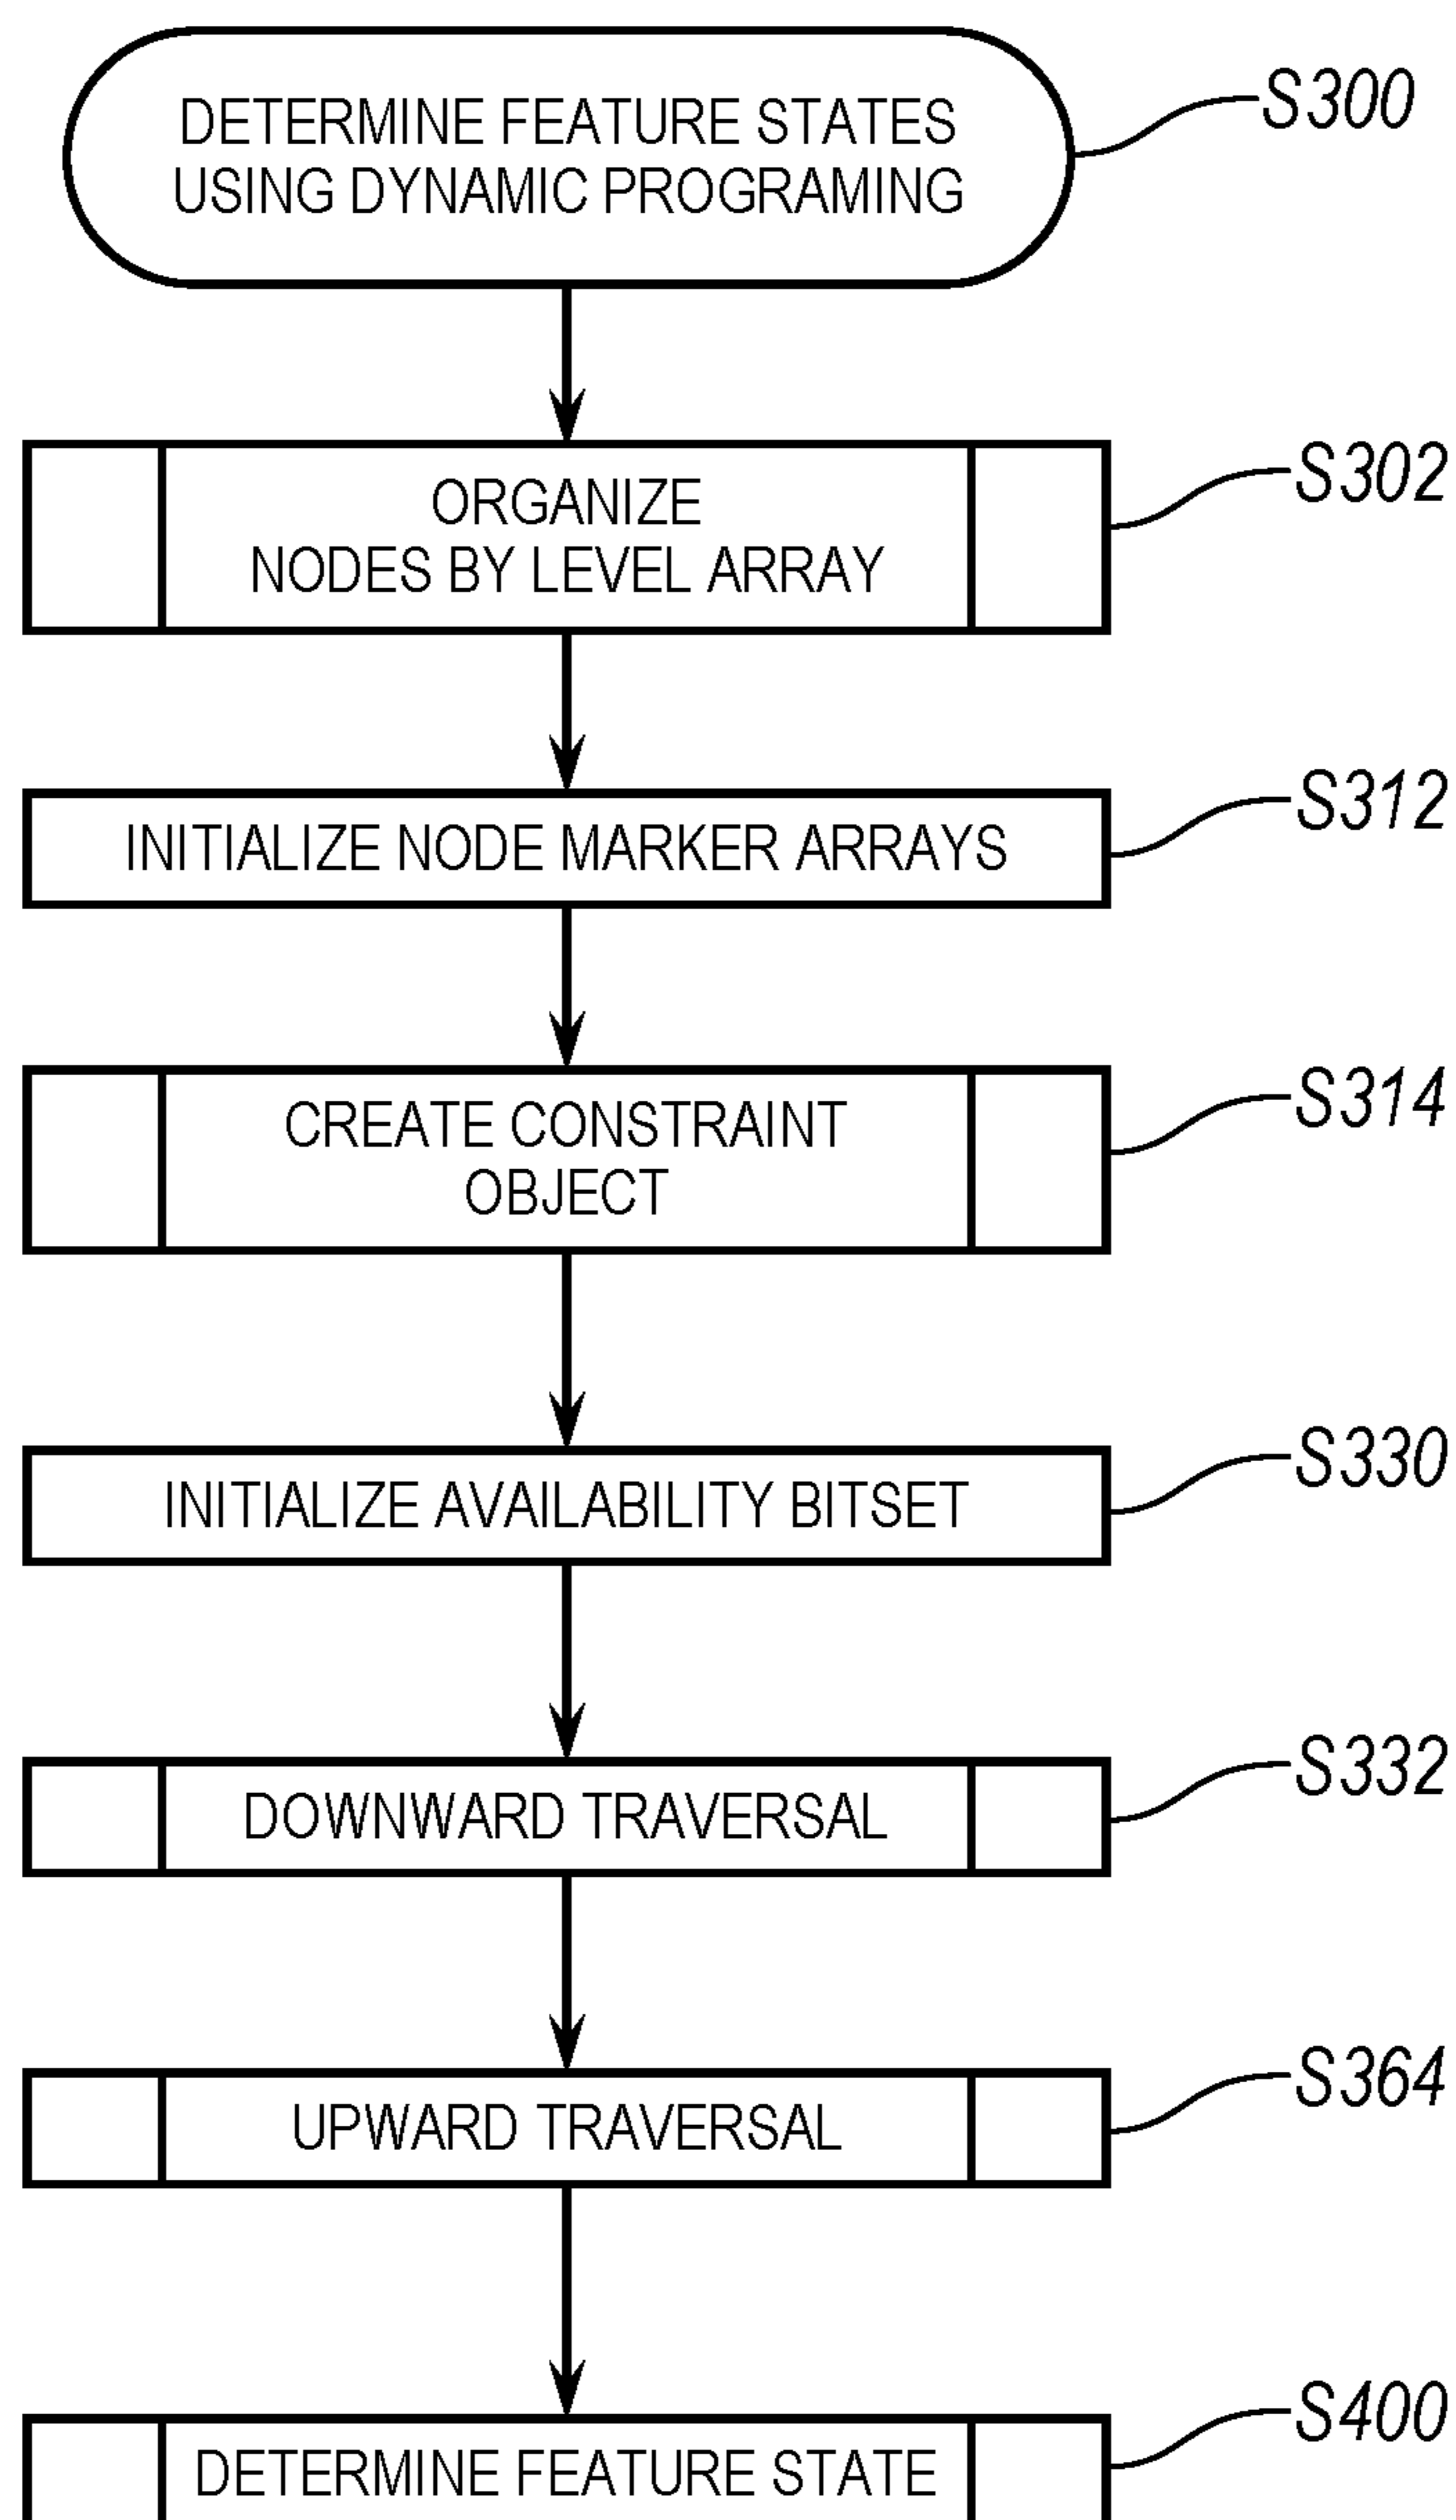 DETERMINE FEATURE STATES
USING DYNAMIC PROGRAMING
S300
ORGANIZE
NODES BY LEVEL ARRAY
S302
INITIALIZE NODE MARKER ARRAYS
S312
CREATE CONSTRAINT
OBJECT
S314
INITIALIZE AVAILABILITY BITSET
S330
DOWNWARD TRAVERSAL
S332
UPWARD TRAVERSAL
S364
DETERMINE FEATURE STATE
S400